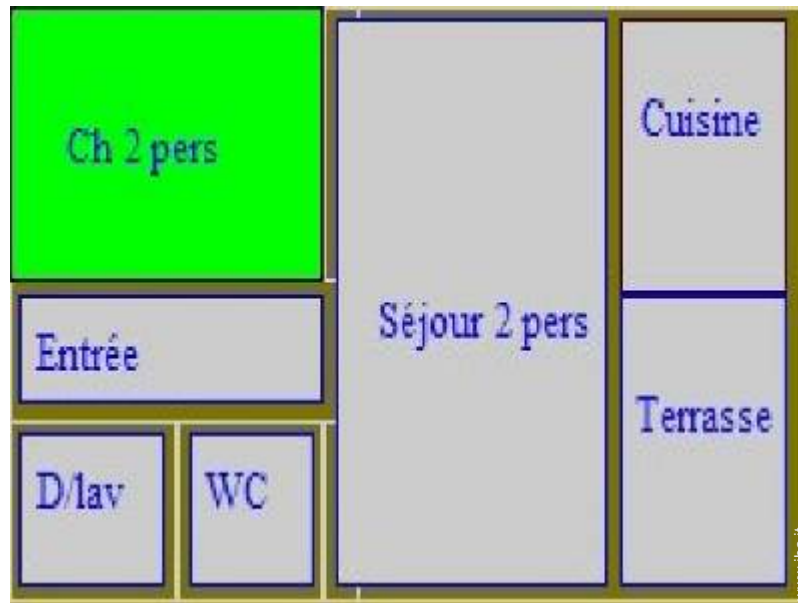 Ch 2 pers
Cuisine
Séjour 2 pers
Entrée
Terrasse
D/lav
WC